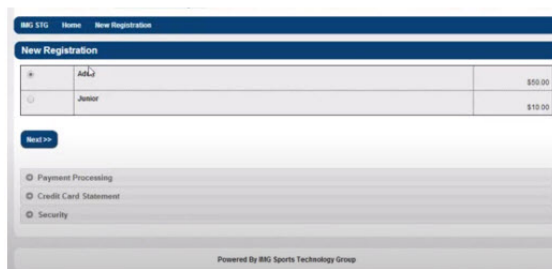 IMG STG Home New Registration
New Registration
Adult
$50.00
Junior
$10.00
Next >>
Payment Processing
Credit Card Statement
Security
Powered By IMG Sports Technology Group